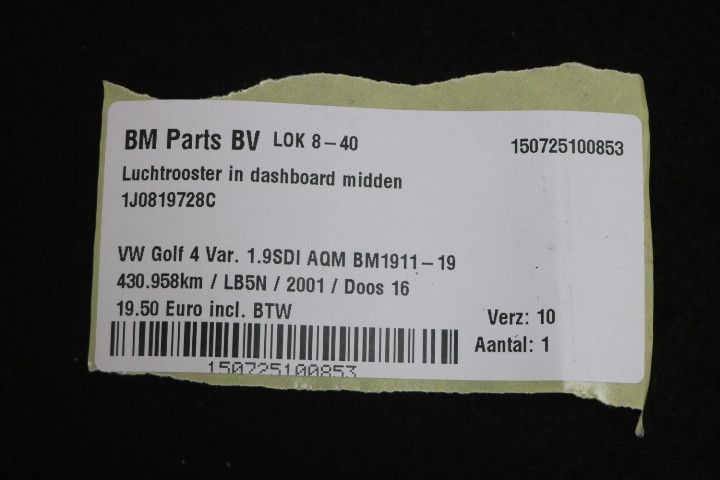 BM Parts BV LOK 8-40 150725100853
Luchtrooster in dashboard midden
1J0819728C
VW Golf 4 Var. 1.9SDI AQM BM1911-19
430.958km / LB5N / 2001 / Doos 16
19.50 Euro incl. BTW
Verz: 10
Aantal: 1
150725100853